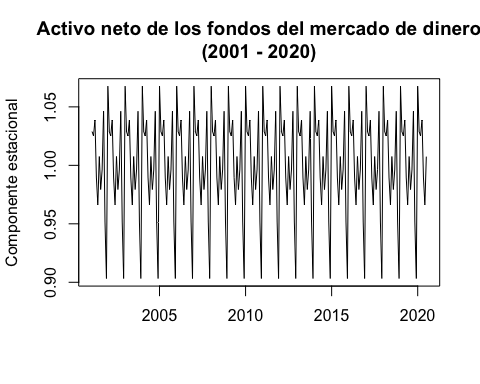 Activo neto de los fondos del mercado de dinero
(2001 - 2020)
Componente estacional
1.05
1.00
0.95
0.90
2005
2010
2015
2020